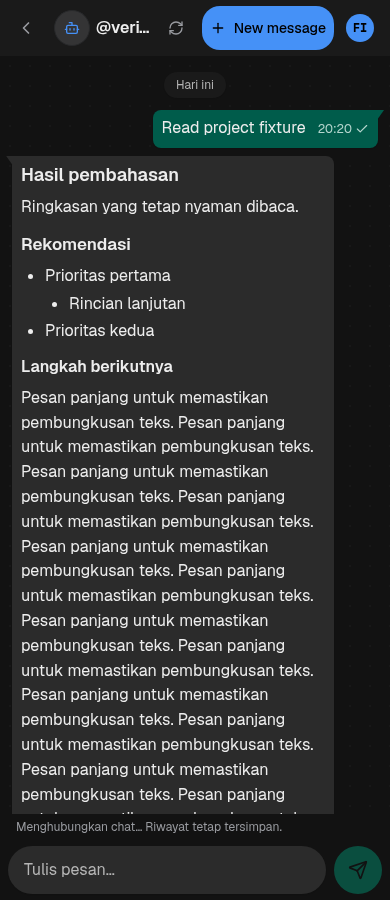 @veri...
New message
FI
Hari ini
Read project fixture 20:20
Hasil pembahasan
Ringkasan yang tetap nyaman dibaca.
Rekomendasi
• Prioritas pertama
• Rincian lanjutan
• Prioritas kedua
Langkah berikutnya
Pesan panjang untuk memastikan
pembungkusan teks. Pesan panjang
untuk memastikan pembungkusan teks.
Pesan panjang untuk memastikan
pembungkusan teks. Pesan panjang
untuk memastikan pembungkusan teks.
Pesan panjang untuk memastikan
pembungkusan teks. Pesan panjang
untuk memastikan pembungkusan teks.
Pesan panjang untuk memastikan
pembungkusan teks. Pesan panjang
untuk memastikan pembungkusan teks.
Pesan panjang untuk memastikan
pembungkusan teks. Pesan panjang
untuk memastikan pembungkusan teks.
Pesan panjang untuk memastikan
pembungkusan teks. Pesan panjang
Menghubungkan chat... Riwayat tetap tersimpan.
Tulis pesan...